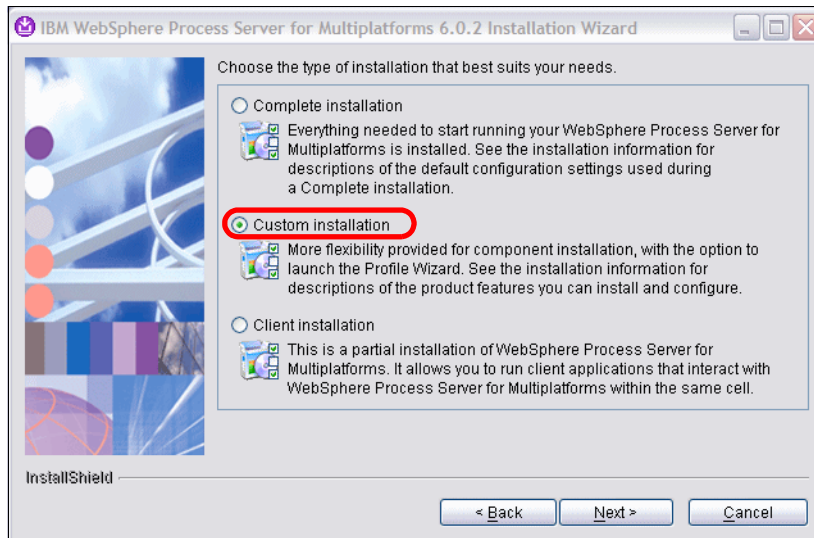 IBM WebSphere Process Server for Multiplatforms 6.0.2 Installation Wizard
Choose the type of installation that best suits your needs.
Complete installation
Everything needed to start running your WebSphere Process Server for
Multiplatforms is installed. See the installation information for
descriptions of the default configuration settings used during
a Complete installation.
Custom installation
More flexibility provided for component installation, with the option to
launch the Profile Wizard. See the installation information for
descriptions of the product features you can install and configure.
Client installation
This is a partial installation of WebSphere Process Server for
Multiplatforms. It allows you to run client applications that interact with
WebSphere Process Server for Multiplatforms within the same cell.
InstallShield
< Back Next > Cancel